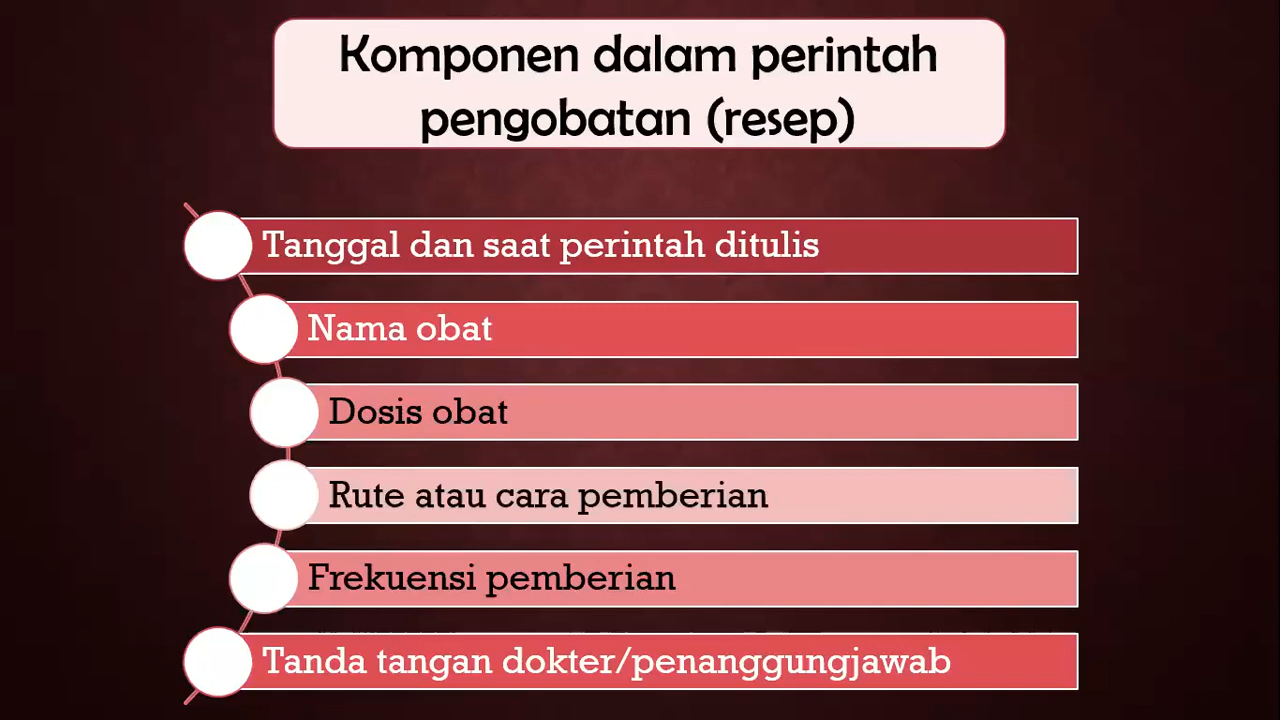 Komponen dalam perintah
pengobatan (resep)
Tanggal dan saat perintah ditulis
Nama obat
Dosis obat
Rute atau cara pemberian
Frekuensi pemberian
Tanda tangan dokter/penanggungjawab